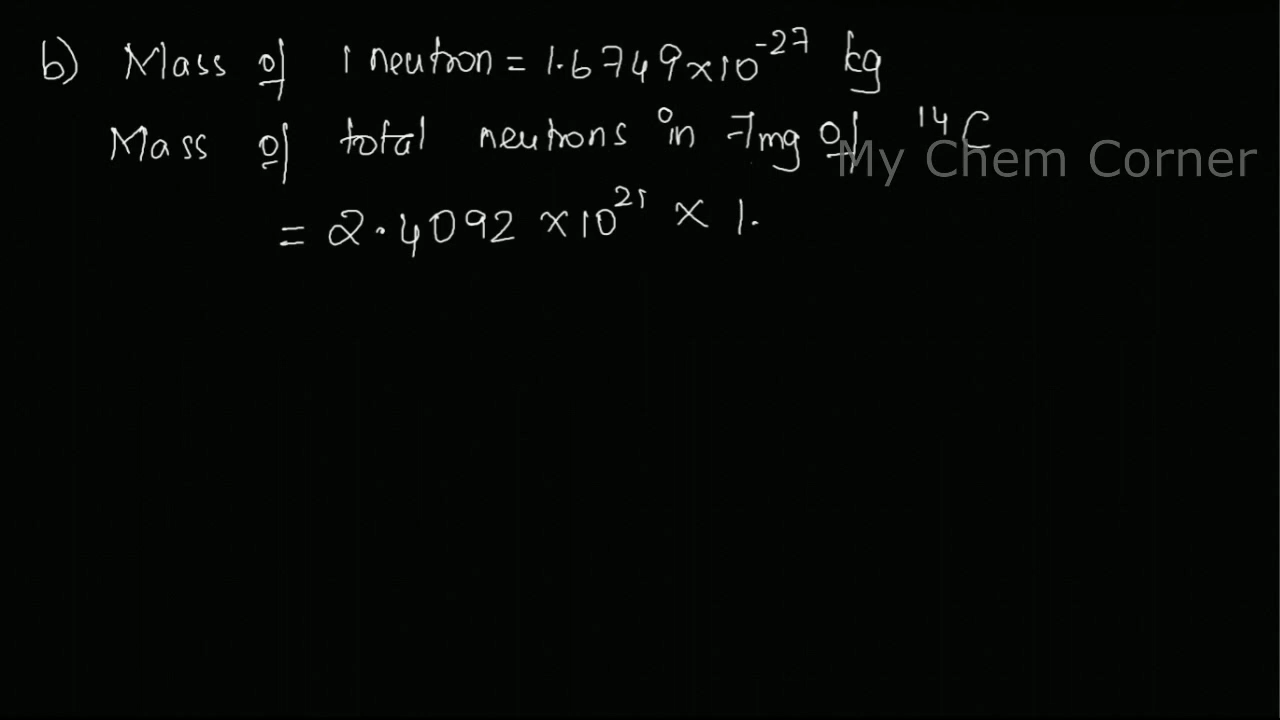 b) Mass of 1 neutron = 1.6749×10⁻²⁷ kg
Mass of total neutrons in 7mg of ¹⁴C
My Chem Corner
= 2.4092 ×10²¹ × 1.